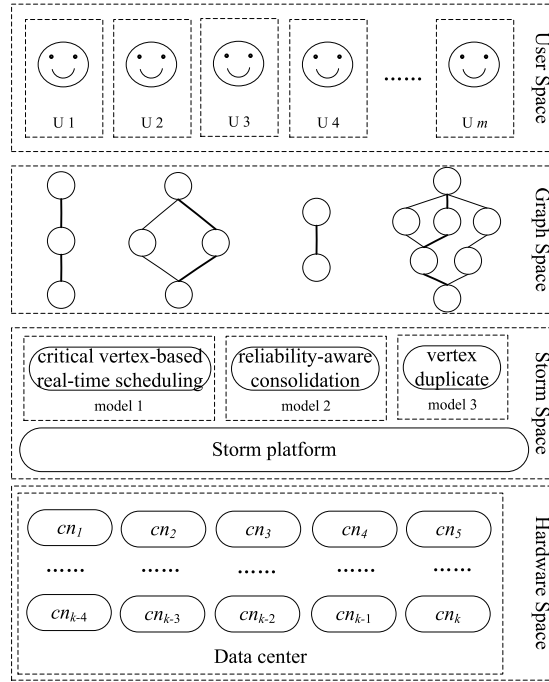 U 1 U 2 U 3 U 4 ...... U m
User Space
Graph Space
critical vertex-based
real-time scheduling
model 1
reliability-aware
consolidation
model 2
vertex
duplicate
model 3
Storm platform
Storm Space
cn1 cn2 cn3 cn4 cn5
...... ...... ...... ...... ......
cnk-4 cnk-3 cnk-2 cnk-1 cnk
Data center
Hardware Space